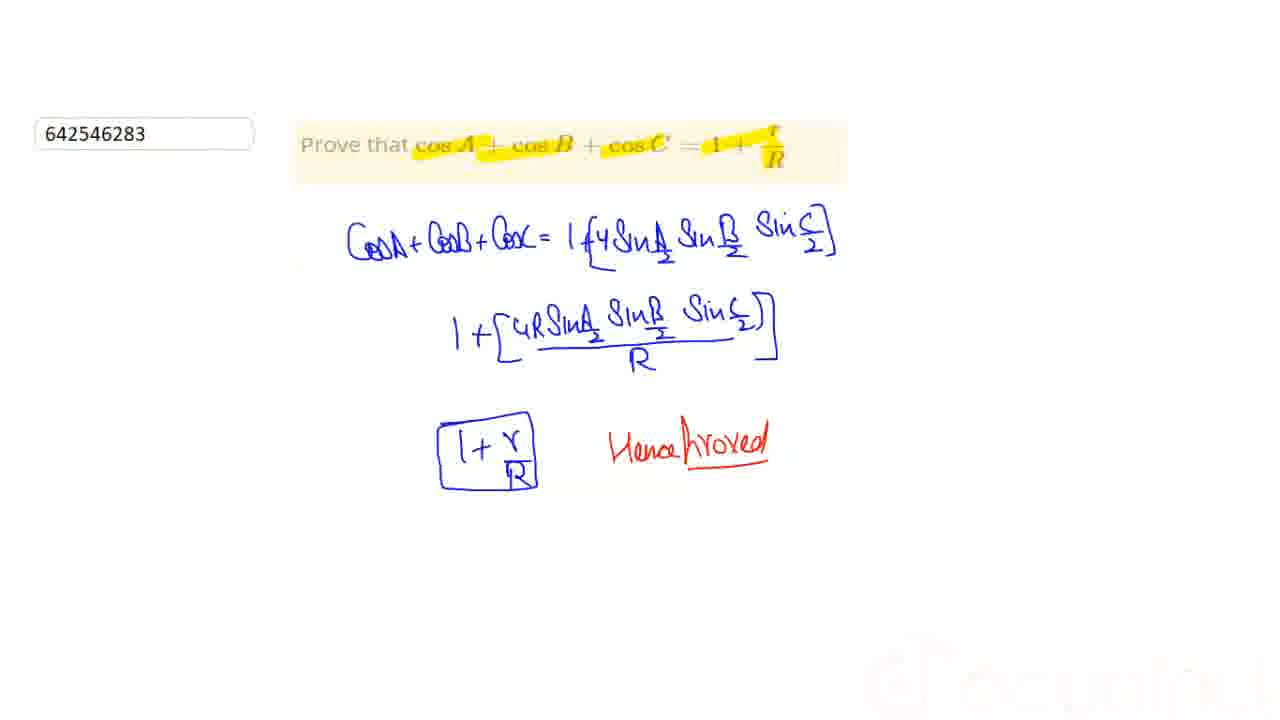 642546283
Prove that cos A + cos B + cos C = 1 + r/R
CosA + CosB + CosC = 1 + [4 Sin A/2 Sin B/2 Sin C/2]
1 + [4R Sin A/2 Sin B/2 Sin C/2) / R]
1 + r/R Hence proved